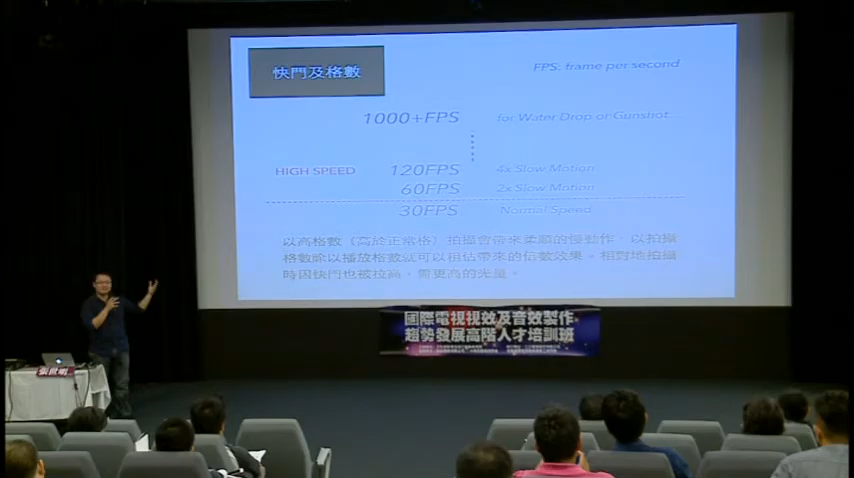 快門及格數
FPS: frame per second
1000+FPS for Water Drop or Gunshot...
HIGH SPEED 120FPS 4x Slow Motion
60FPS 2x Slow Motion
30FPS Normal Speed
以高格數（高於正常格）拍攝會帶來柔順的慢動作，以拍攝
格數除以播放格數就可以粗估帶來的倍數效果。相對地拍攝
時因快門也被拉高，需更高的光量。
國際電視視效及音效製作
趨勢發展高階人才培訓班
張世明